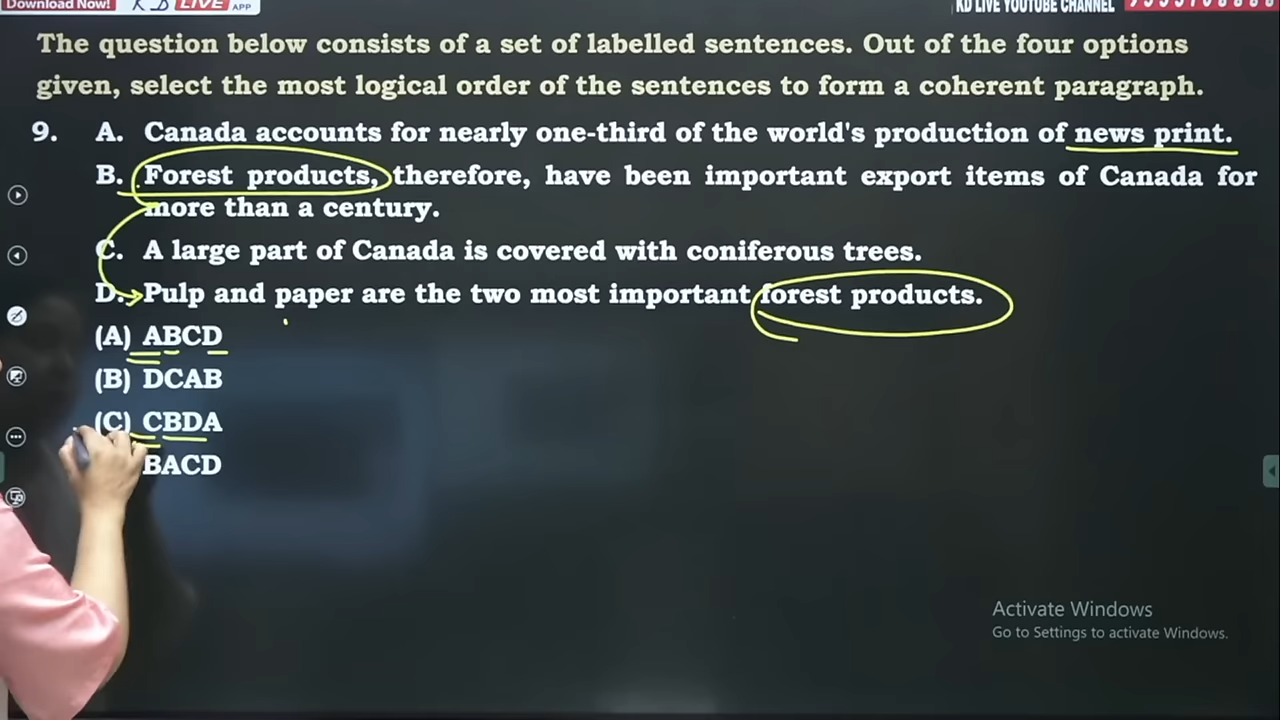 Download Now! KD LIVE APP
KD LIVE YOUTUBE CHANNEL
The question below consists of a set of labelled sentences. Out of the four options
given, select the most logical order of the sentences to form a coherent paragraph.
9. A. Canada accounts for nearly one-third of the world's production of news print.
B. Forest products, therefore, have been important export items of Canada for
more than a century.
C. A large part of Canada is covered with coniferous trees.
D. Pulp and paper are the two most important forest products.
(A) ABCD
(B) DCAB
(C) CBDA
BACD
Activate Windows
Go to Settings to activate Windows.